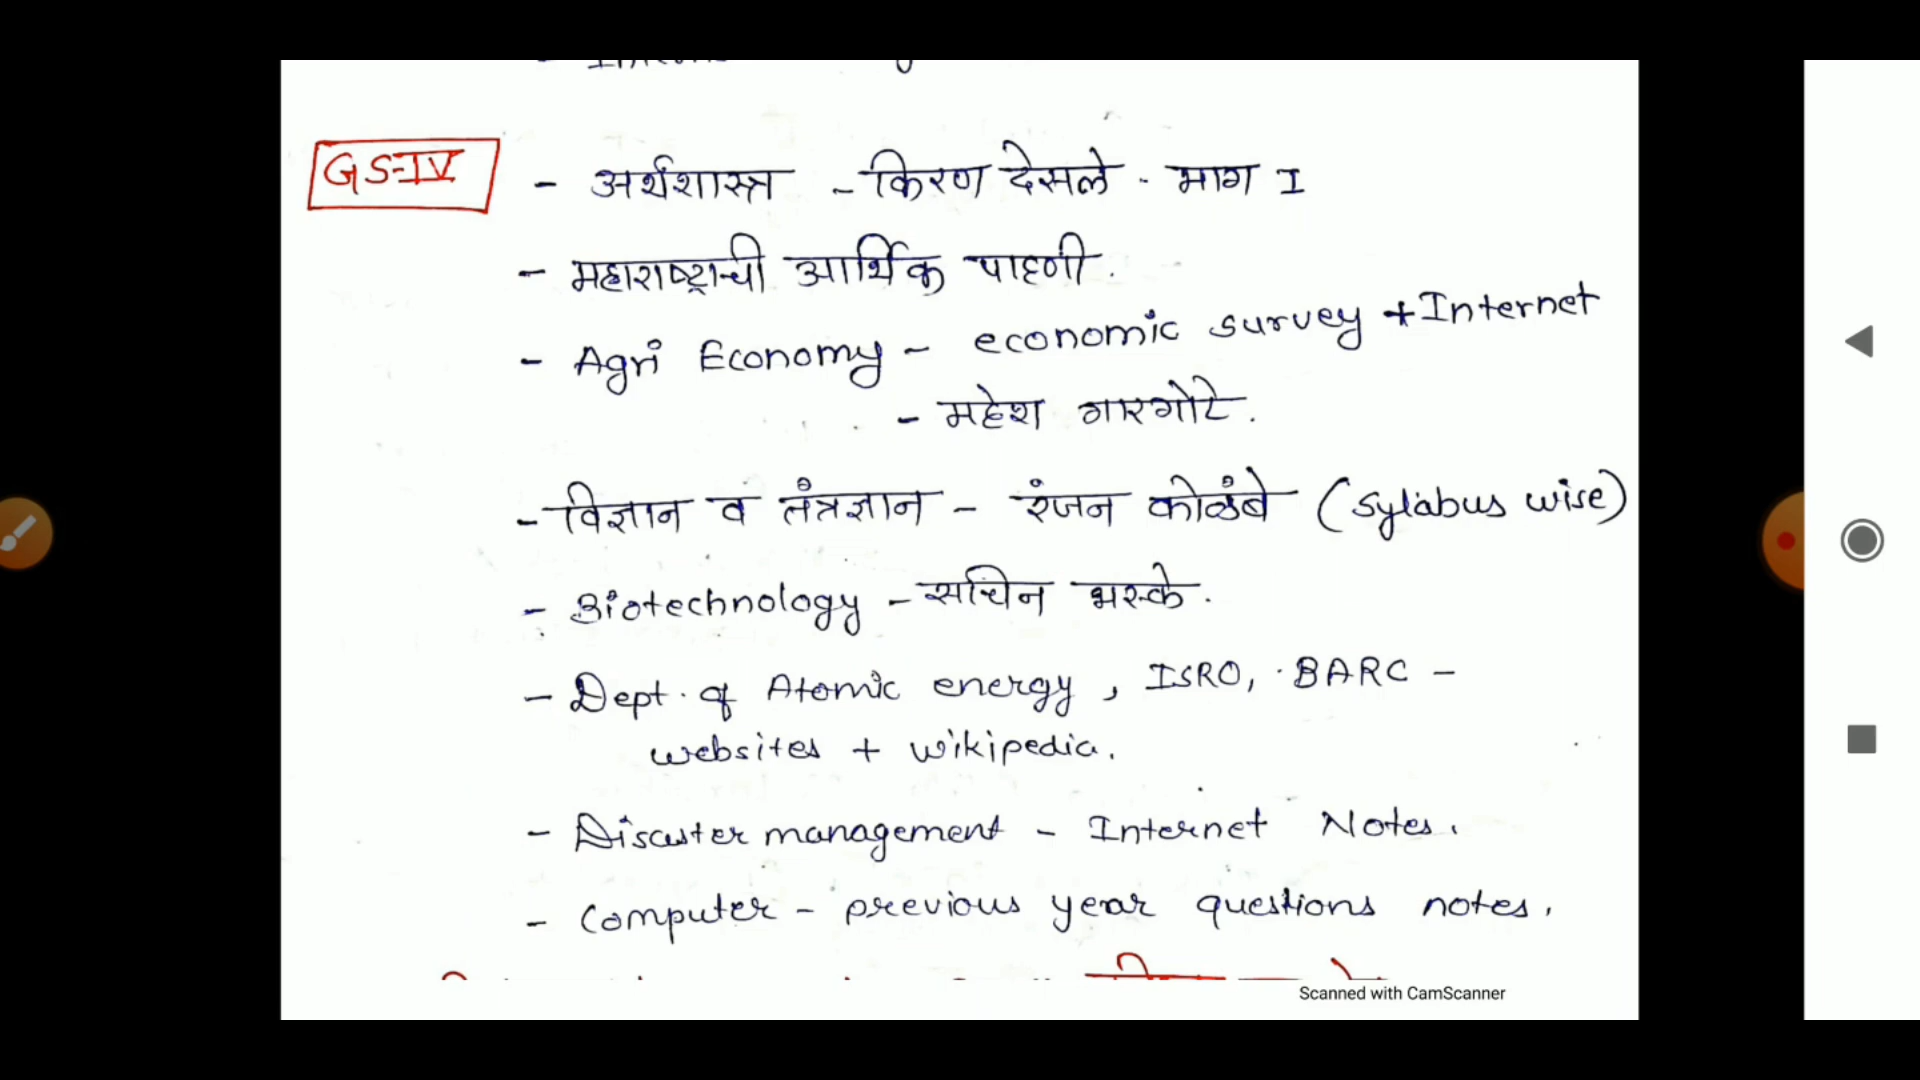 GS-IV
- अर्थशास्त्र - किरण देसले - भाग I
- महाराष्ट्राची आर्थिक पाहणी.
- Agri Economy - economic survey + Internet
- महेश गारगोटे.
- विज्ञान व तंत्रज्ञान - रंजन कोळंबे (sylabus wise)
- Biotechnology - सचिन भस्के.
- Dept. of Atomic energy, ISRO, BARC -
websites + wikipedia.
- Disaster management - Internet Notes.
- Computer - previous year questions notes.
Scanned with CamScanner